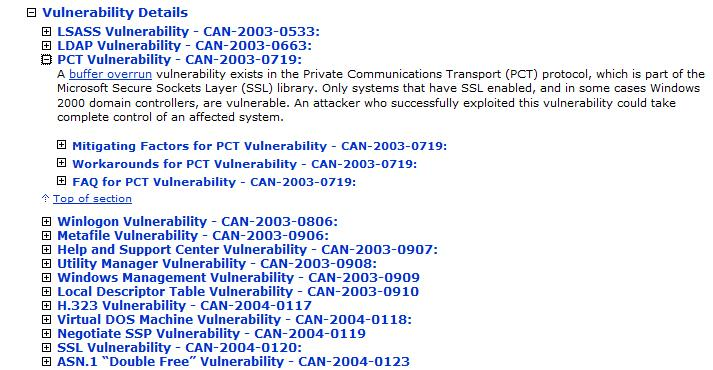 Vulnerability Details
LSASS Vulnerability - CAN-2003-0533:
LDAP Vulnerability - CAN-2003-0663:
PCT Vulnerability - CAN-2003-0719:
A buffer overrun vulnerability exists in the Private Communications Transport (PCT) protocol, which is part of the
Microsoft Secure Sockets Layer (SSL) library. Only systems that have SSL enabled, and in some cases Windows
2000 domain controllers, are vulnerable. An attacker who successfully exploited this vulnerability could take
complete control of an affected system.
Mitigating Factors for PCT Vulnerability - CAN-2003-0719:
Workarounds for PCT Vulnerability - CAN-2003-0719:
FAQ for PCT Vulnerability - CAN-2003-0719:
Top of section
Winlogon Vulnerability - CAN-2003-0806:
Metafile Vulnerability - CAN-2003-0906:
Help and Support Center Vulnerability - CAN-2003-0907:
Utility Manager Vulnerability - CAN-2003-0908:
Windows Management Vulnerability - CAN-2003-0909
Local Descriptor Table Vulnerability - CAN-2003-0910
H.323 Vulnerability - CAN-2004-0117
Virtual DOS Machine Vulnerability - CAN-2004-0118:
Negotiate SSP Vulnerability - CAN-2004-0119
SSL Vulnerability - CAN-2004-0120:
ASN.1 “Double Free” Vulnerability - CAN-2004-0123